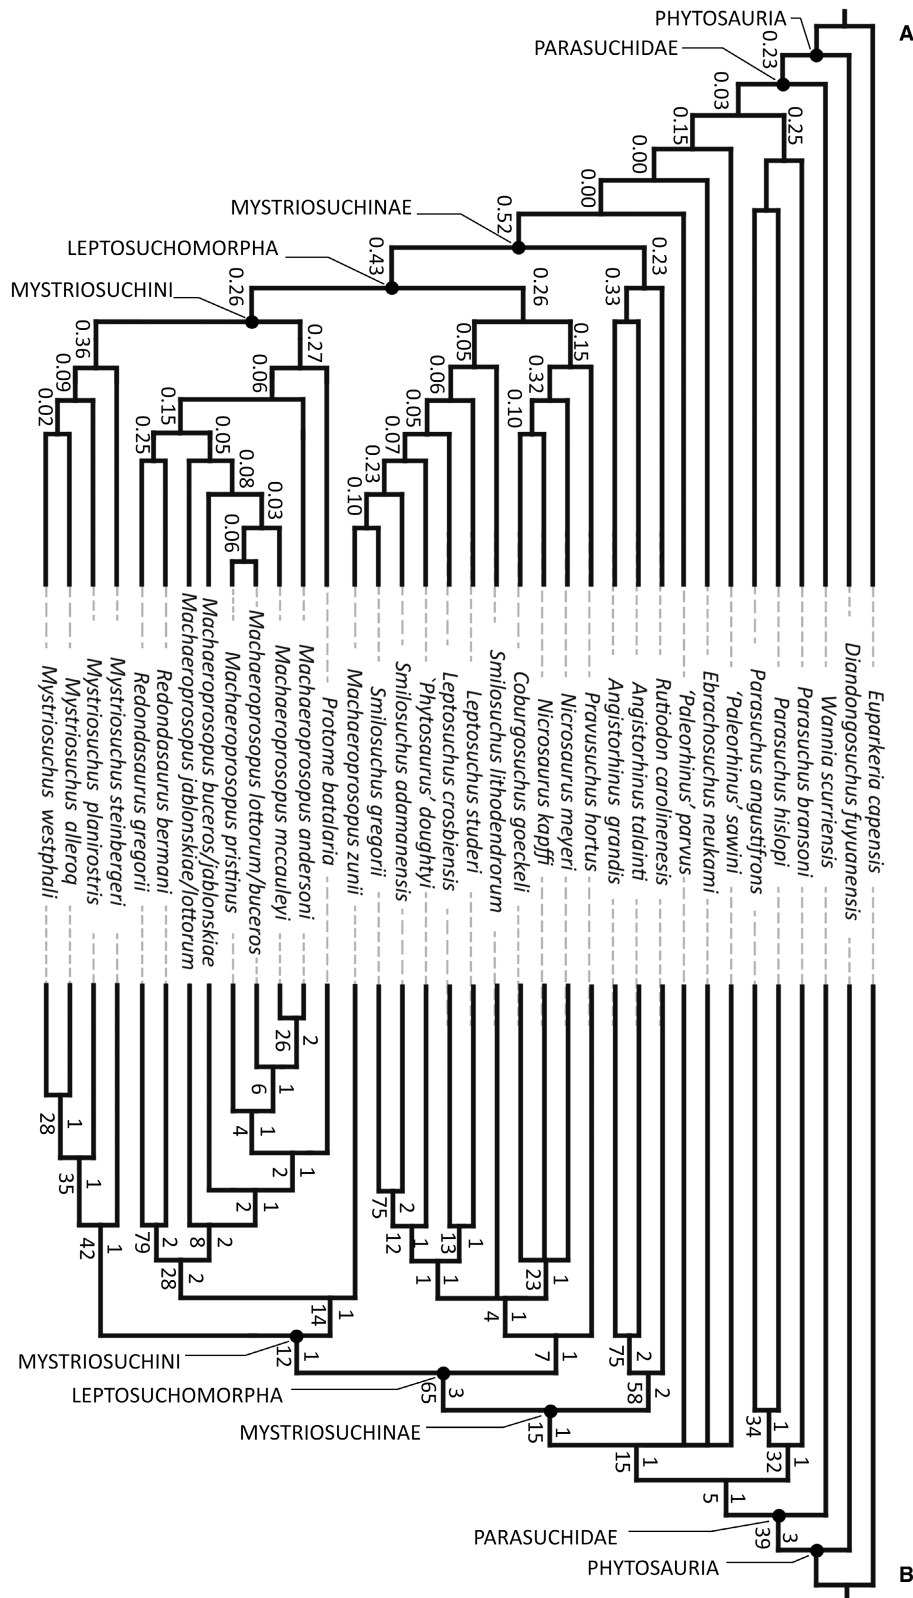 PHYTOSAURIA
A
PARASUCHIDAE
0.23
0.03
0.25
0.15
0.00
0.00
MYSTRIOSUCHINAE
0.52
LEPTOSUCHOMORPHA
0.43
0.23
MYSTRIOSUCHINI
0.26
0.26
0.33
0.36
0.27
0.05
0.15
0.09
0.06
0.06
0.32
0.02
0.15
0.05
0.10
0.25
0.05
0.07
0.08
0.23
0.03
0.10
0.06
Mystriosuchus westphali
Mystriosuchus alleroq
Mystriosuchus planirostris
Mystriosuchus steinbergeri
Redondasaurus gregorii
Redondasaurus bermani
Machaeroprosopus jablonskiae/lottorum
Machaeroprosopus buceros/jablonskiae
Machaeroprosopus pristinus
Machaeroprosopus lottorum/buceros
Machaeroprosopus mccauleyi
Machaeroprosopus andersoni
Protome batalaria
Machaeroprosopus zunii
Smilosuchus gregorii
Smilosuchus adamanensis
'Phytosaurus' doughtyi
Leptosuchus crosbiensis
Leptosuchus studeri
Smilosuchus lithodendrorum
Coburgosuchus goeckeli
Nicrosaurus kapffi
Nicrosaurus meyeri
Pravusuchus hortus
Angistorhinus grandis
Angistorhinus talainti
Rutiodon carolinenesis
'Paleorhinus' parvus
Ebrachosuchus neukami
'Paleorhinus' sawini
Parasuchus angustifrons
Parasuchus hislopi
Parasuchus bransoni
Wannia scurriensis
Diandongosuchus fuyuanensis
Euparkeria capensis
26
2
6
1
28
1
4
1
35
1
2
1
75
2
2
1
42
1
79
2
8
2
12
1
13
1
28
2
1
1
23
1
14
1
4
1
MYSTRIOSUCHINI
12
1
7
1
75
2
LEPTOSUCHOMORPHA
65
3
58
2
MYSTRIOSUCHINAE
15
1
34
1
15
1
32
1
5
1
PARASUCHIDAE
39
3
PHYTOSAURIA
B